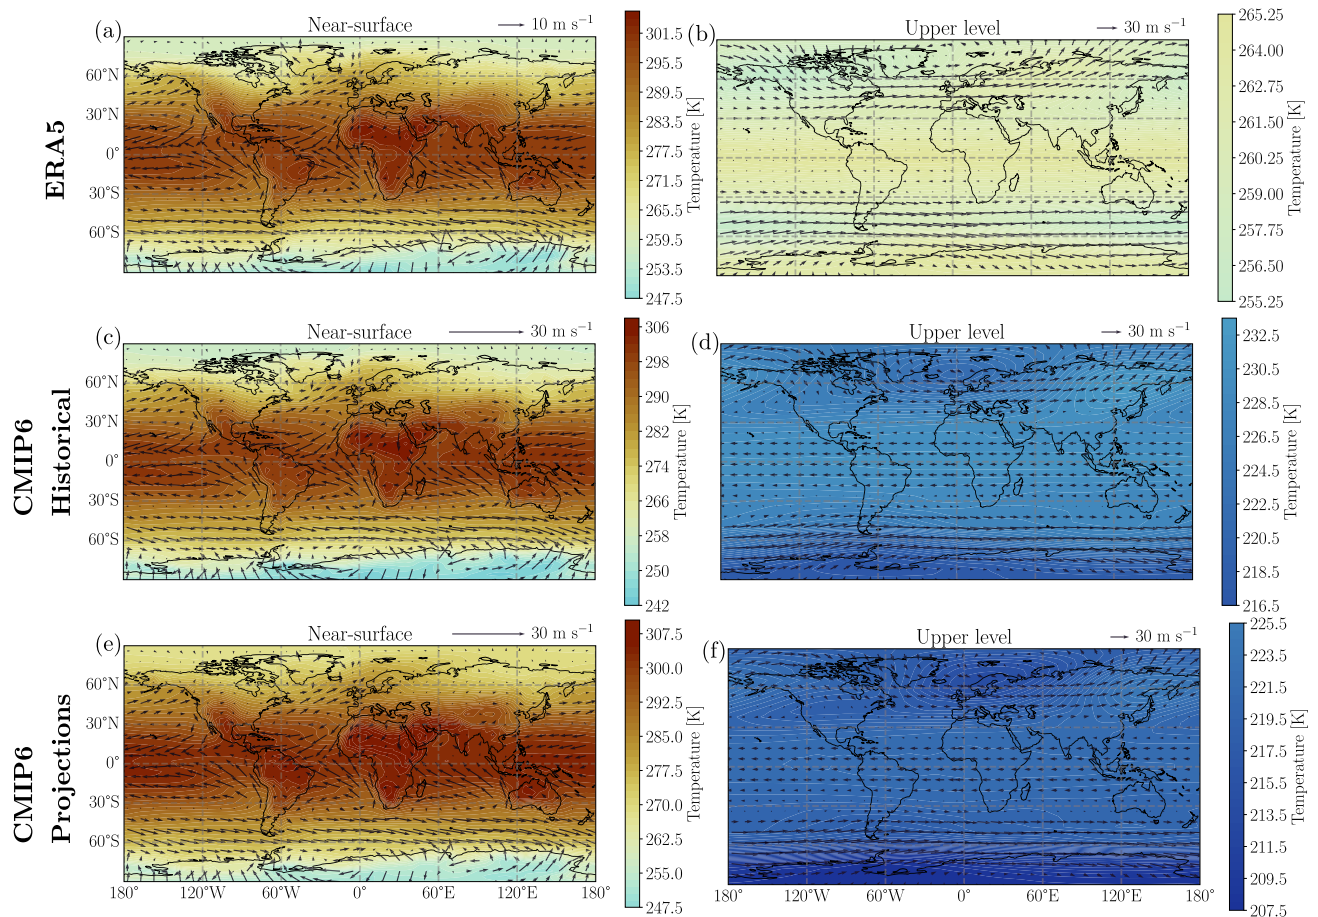 (a)
Near-surface
10 m s⁻¹
60°N
30°N
0°
30°S
60°S
301.5
295.5
289.5
283.5
277.5
271.5
265.5
259.5
253.5
247.5
Temperature [K]
(b)
Upper level
30 m s⁻¹
265.25
264.00
262.75
261.50
260.25
259.00
257.75
256.50
255.25
Temperature [K]
ERA5
(c)
Near-surface
30 m s⁻¹
60°N
30°N
0°
30°S
60°S
306
298
290
282
274
266
258
250
242
Temperature [K]
(d)
Upper level
30 m s⁻¹
232.5
230.5
228.5
226.5
224.5
222.5
220.5
218.5
216.5
Temperature [K]
CMIP6
Historical
(e)
Near-surface
30 m s⁻¹
60°N
30°N
0°
30°S
60°S
180°
120°W
60°W
0°
60°E
120°E
180°
307.5
300.0
292.5
285.0
277.5
270.0
262.5
255.0
247.5
Temperature [K]
(f)
Upper level
30 m s⁻¹
180°
120°W
60°W
0°
60°E
120°E
180°
225.5
223.5
221.5
219.5
217.5
215.5
213.5
211.5
209.5
207.5
Temperature [K]
CMIP6
Projections